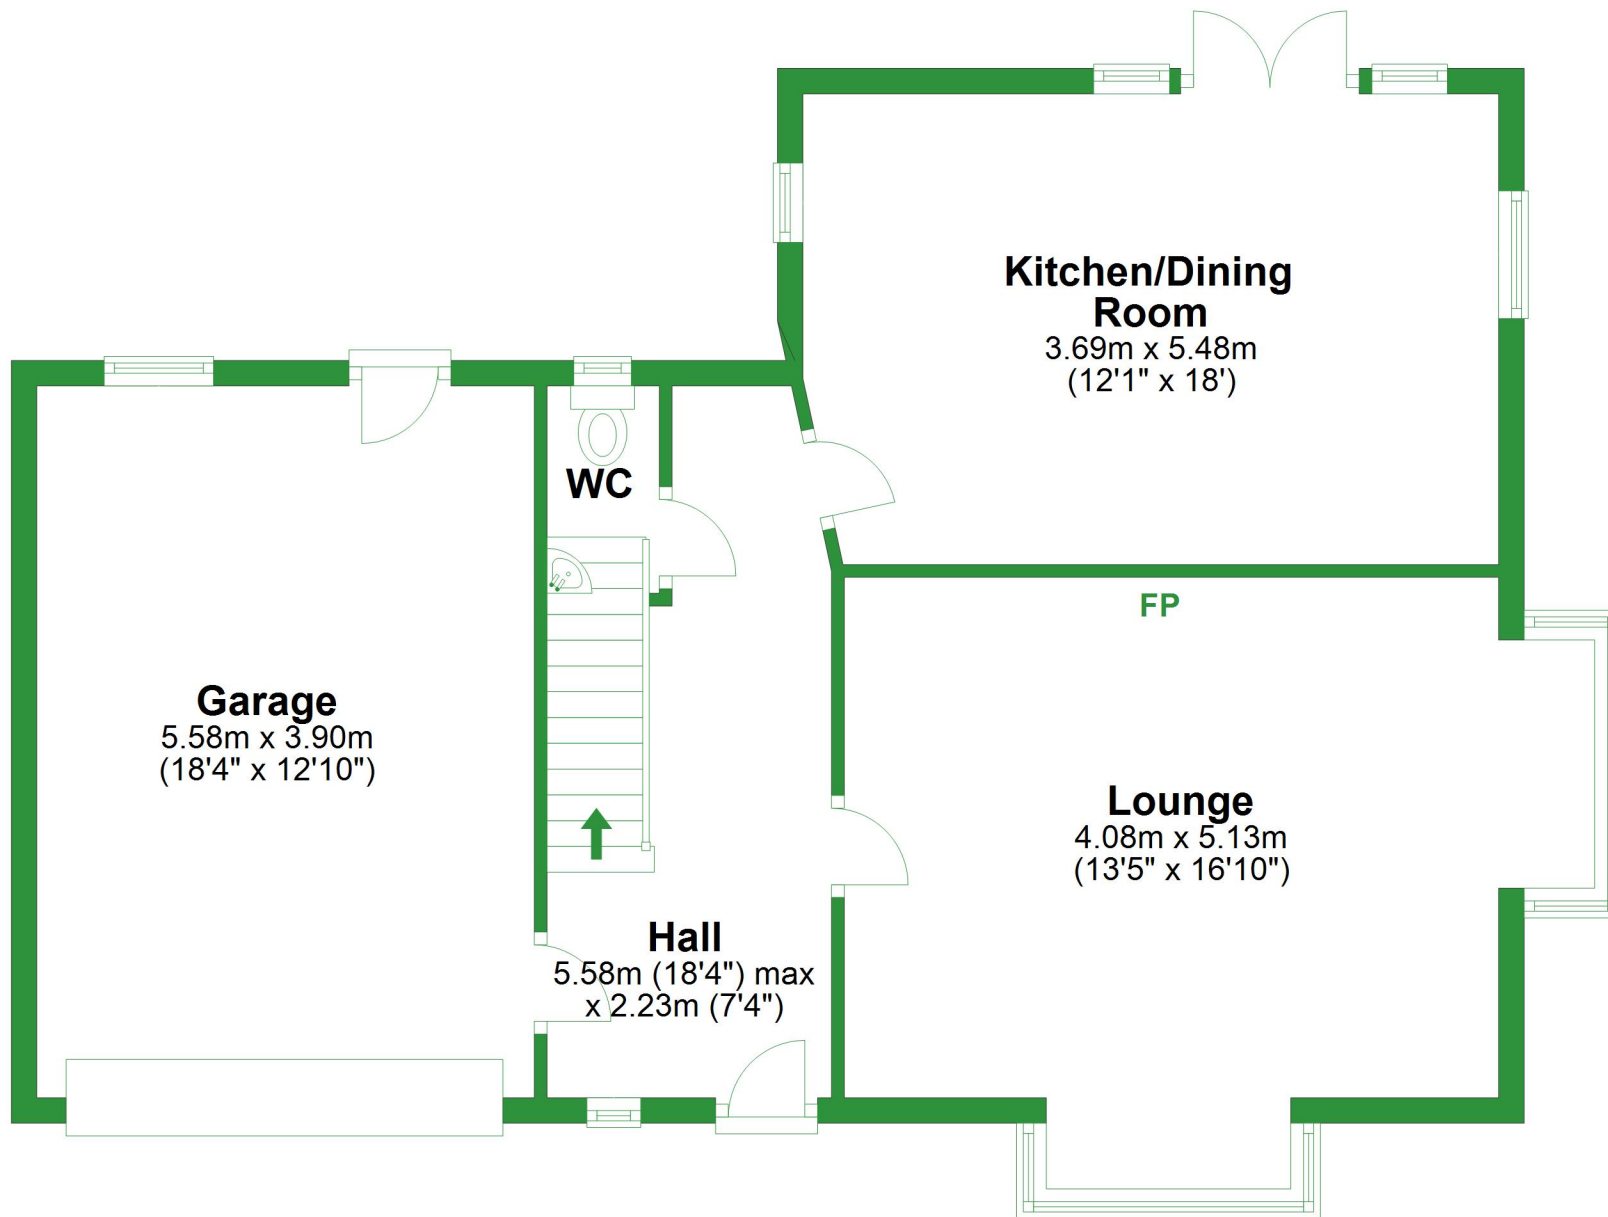 Kitchen/Dining
Room
3.69m x 5.48m
(12'1" x 18')
WC
FP
Garage
5.58m x 3.90m
(18'4" x 12'10")
Lounge
4.08m x 5.13m
(13'5" x 16'10")
Hall
5.58m (18'4") max
x 2.23m (7'4")